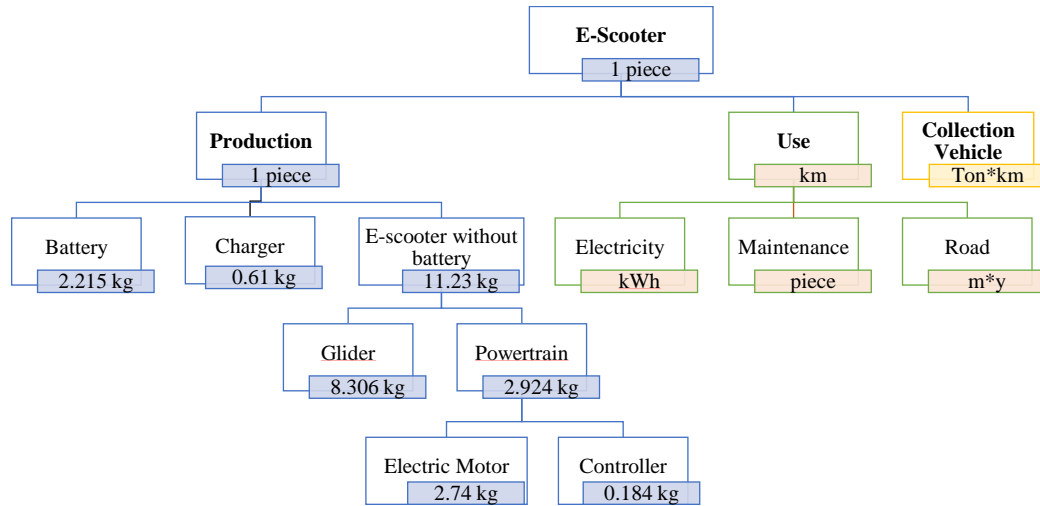 E-Scooter
1 piece
Production
1 piece
Use
km
Collection
Vehicle
Ton*km
Battery
2.215 kg
Charger
0.61 kg
E-scooter without
battery
11.23 kg
Electricity
kWh
Maintenance
piece
Road
m*y
Glider
8.306 kg
Powertrain
2.924 kg
Electric Motor
2.74 kg
Controller
0.184 kg